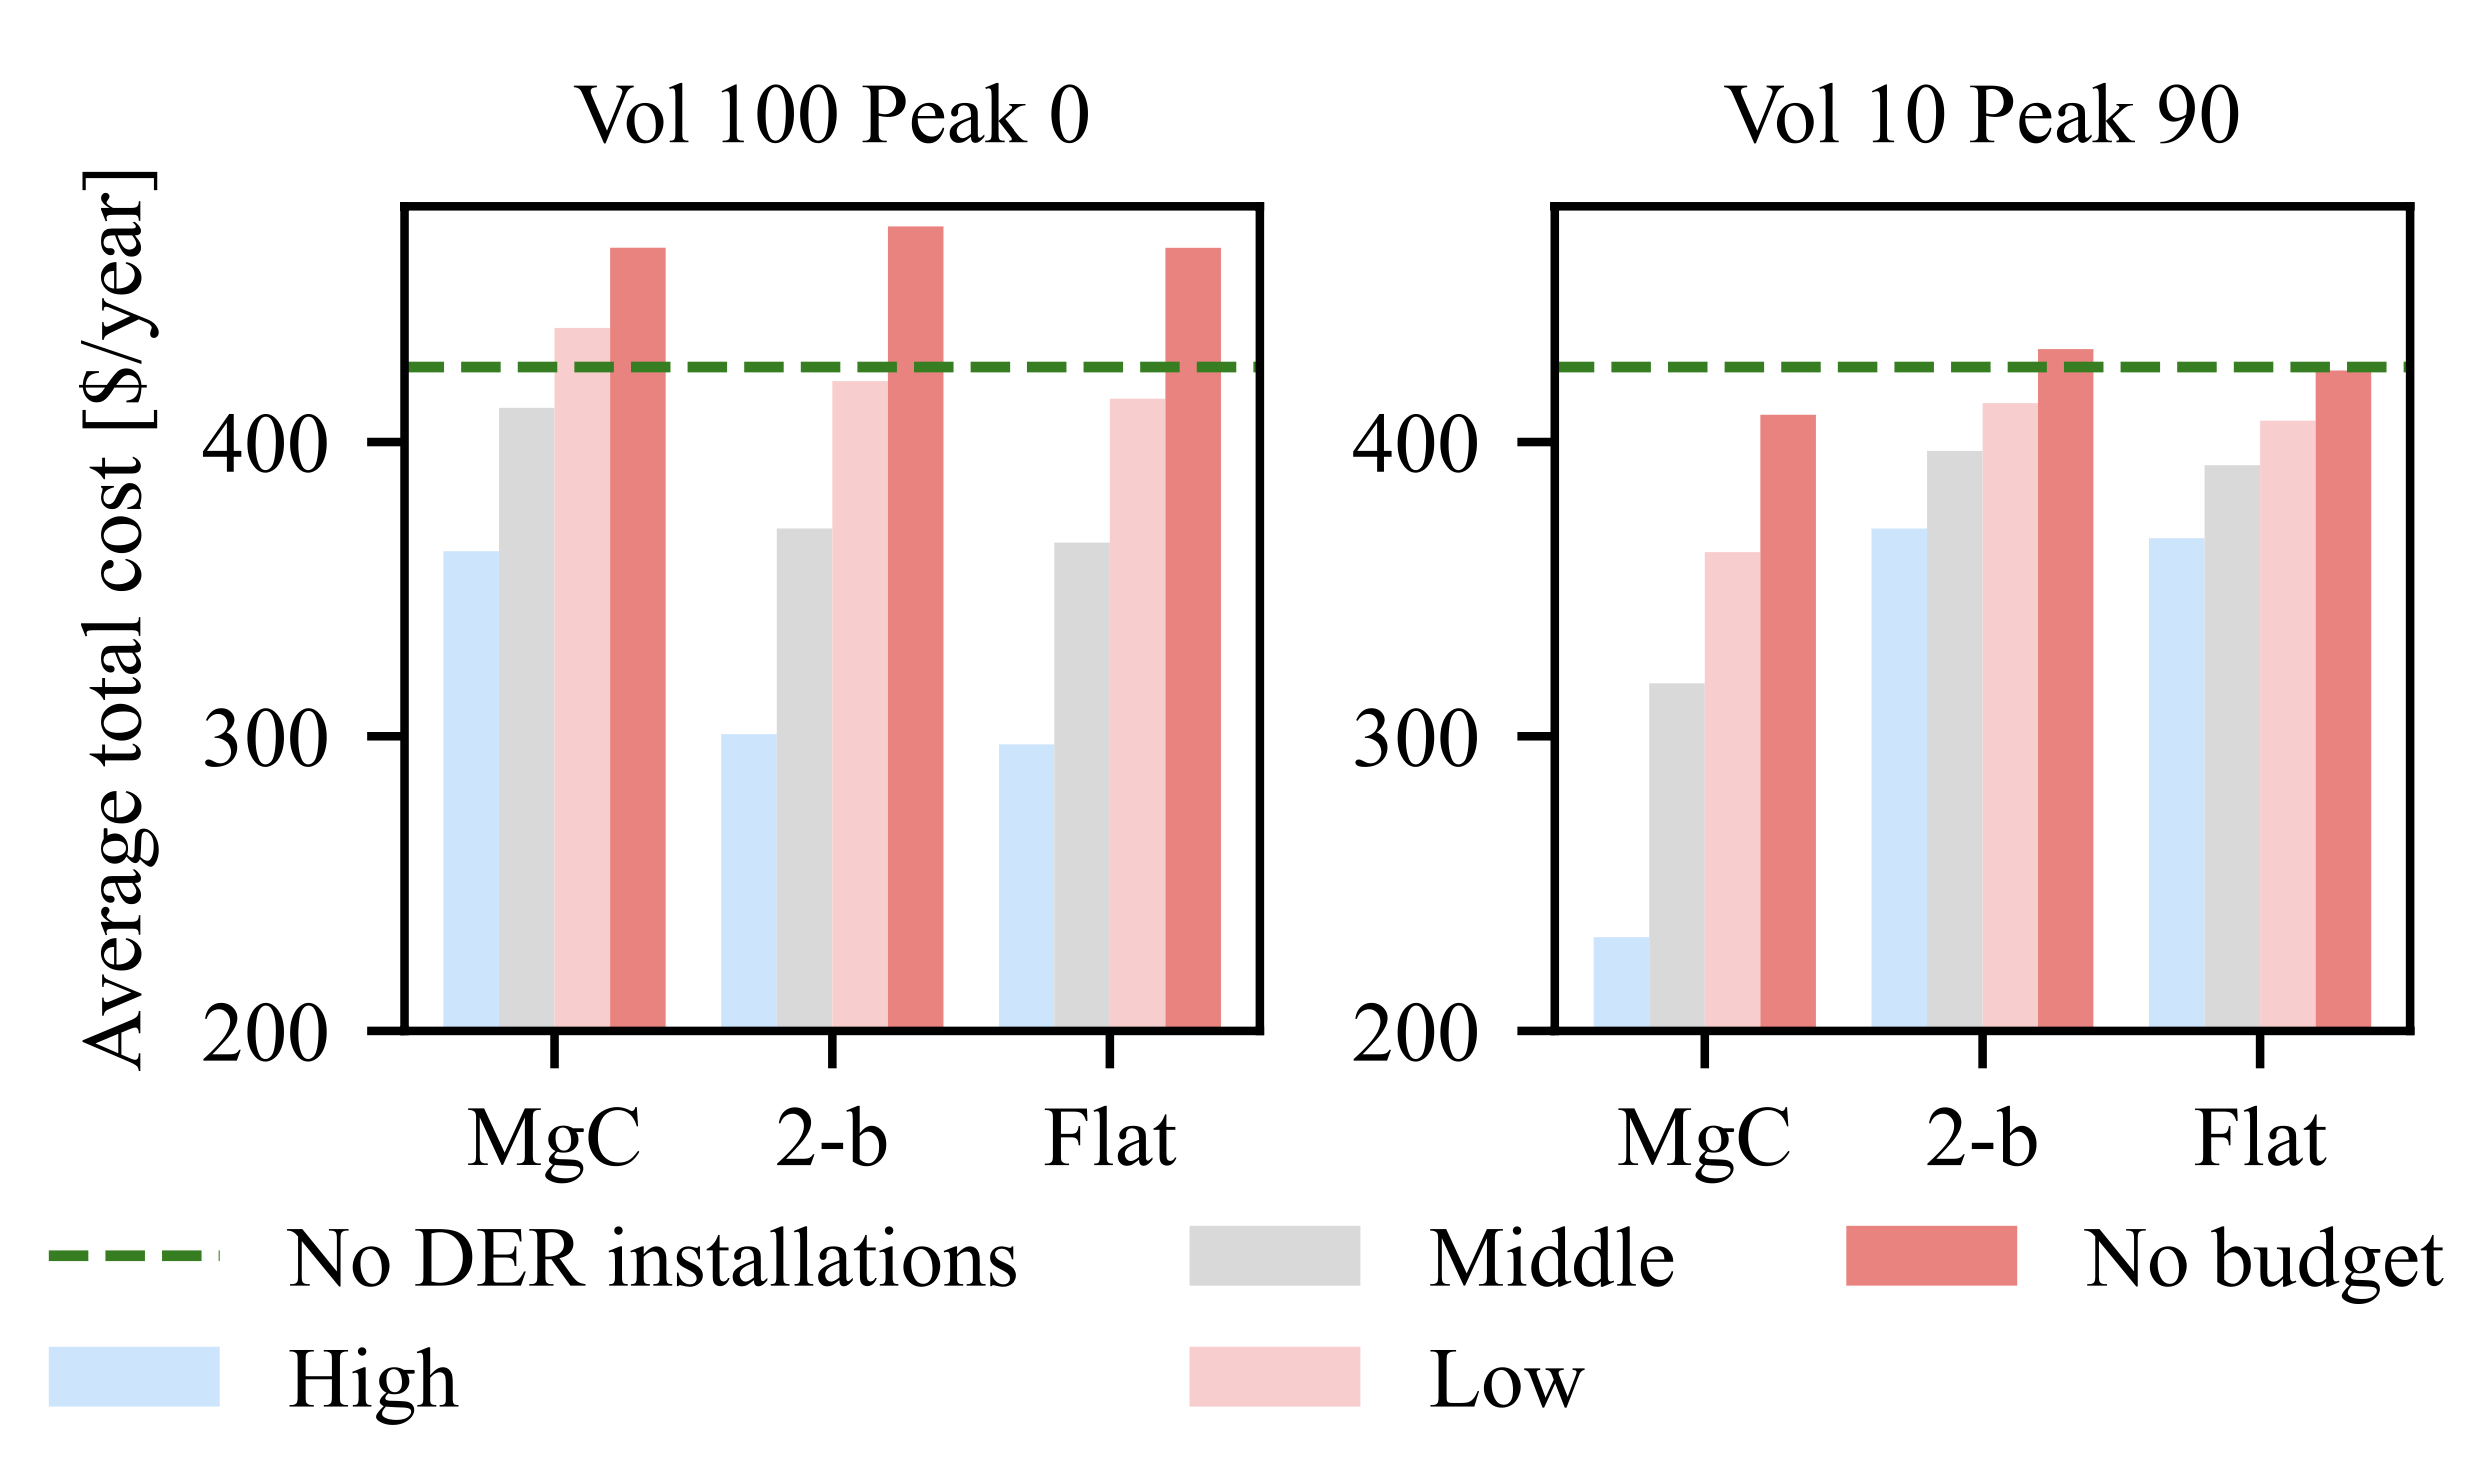 Vol 100 Peak 0
Vol 10 Peak 90
Average total cost [$/year]
400
300
200
400
300
200
MgC 2-b Flat
MgC 2-b Flat
No DER installations
High
Middle
Low
No budget